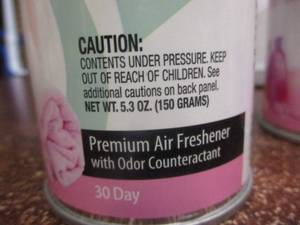 CAUTION:
CONTENTS UNDER PRESSURE. KEEP
OUT OF REACH OF CHILDREN. See
additional cautions on back panel.
NET WT. 5.3 OZ. (150 GRAMS)
Premium Air Freshener
with Odor Counteractant
30 Day